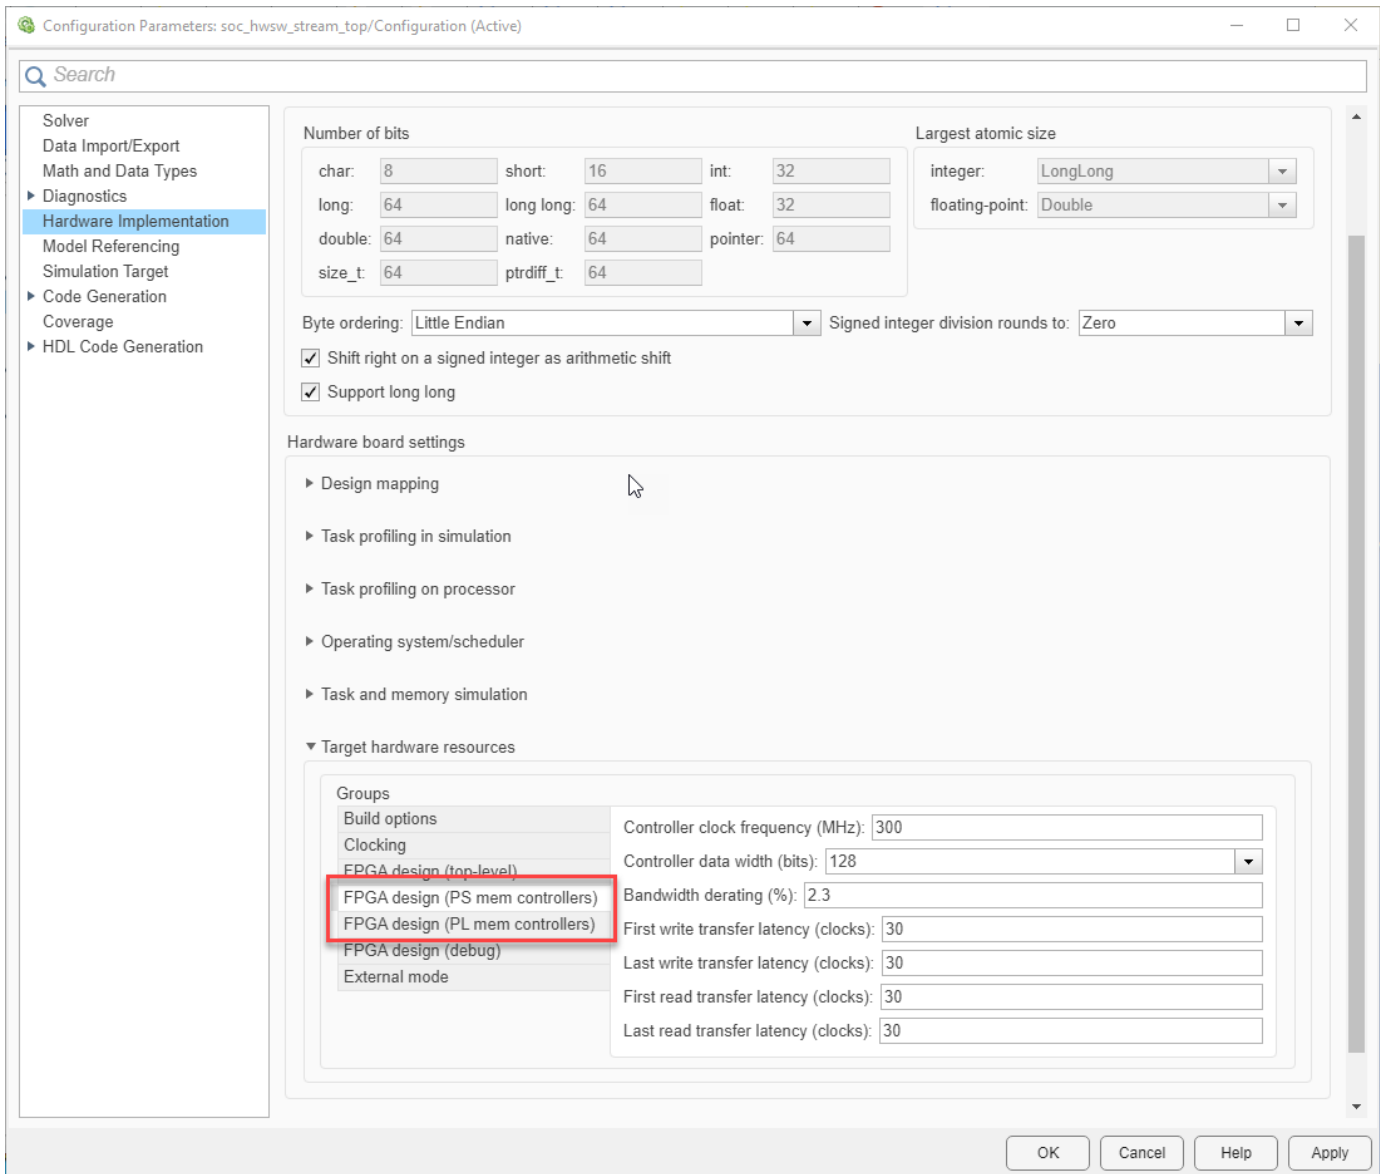 Configuration Parameters: soc_hwsw_stream_top/Configuration (Active)
Search
Solver
Data Import/Export
Math and Data Types
Diagnostics
Hardware Implementation
Model Referencing
Simulation Target
Code Generation
Coverage
HDL Code Generation
Number of bits
Largest atomic size
char: 8 short: 16 int: 32
integer: LongLong
long: 64 long long: 64 float: 32
floating-point: Double
double: 64 native: 64 pointer: 64
size_t: 64 ptrdiff_t: 64
Byte ordering: Little Endian Signed integer division rounds to: Zero
Shift right on a signed integer as arithmetic shift
Support long long
Hardware board settings
Design mapping
Task profiling in simulation
Task profiling on processor
Operating system/scheduler
Task and memory simulation
Target hardware resources
Groups
Build options
Clocking
FPGA design (top-level)
FPGA design (PS mem controllers)
FPGA design (PL mem controllers)
FPGA design (debug)
External mode
Controller clock frequency (MHz): 300
Controller data width (bits): 128
Bandwidth derating (%): 2.3
First write transfer latency (clocks): 30
Last write transfer latency (clocks): 30
First read transfer latency (clocks): 30
Last read transfer latency (clocks): 30
OK Cancel Help Apply